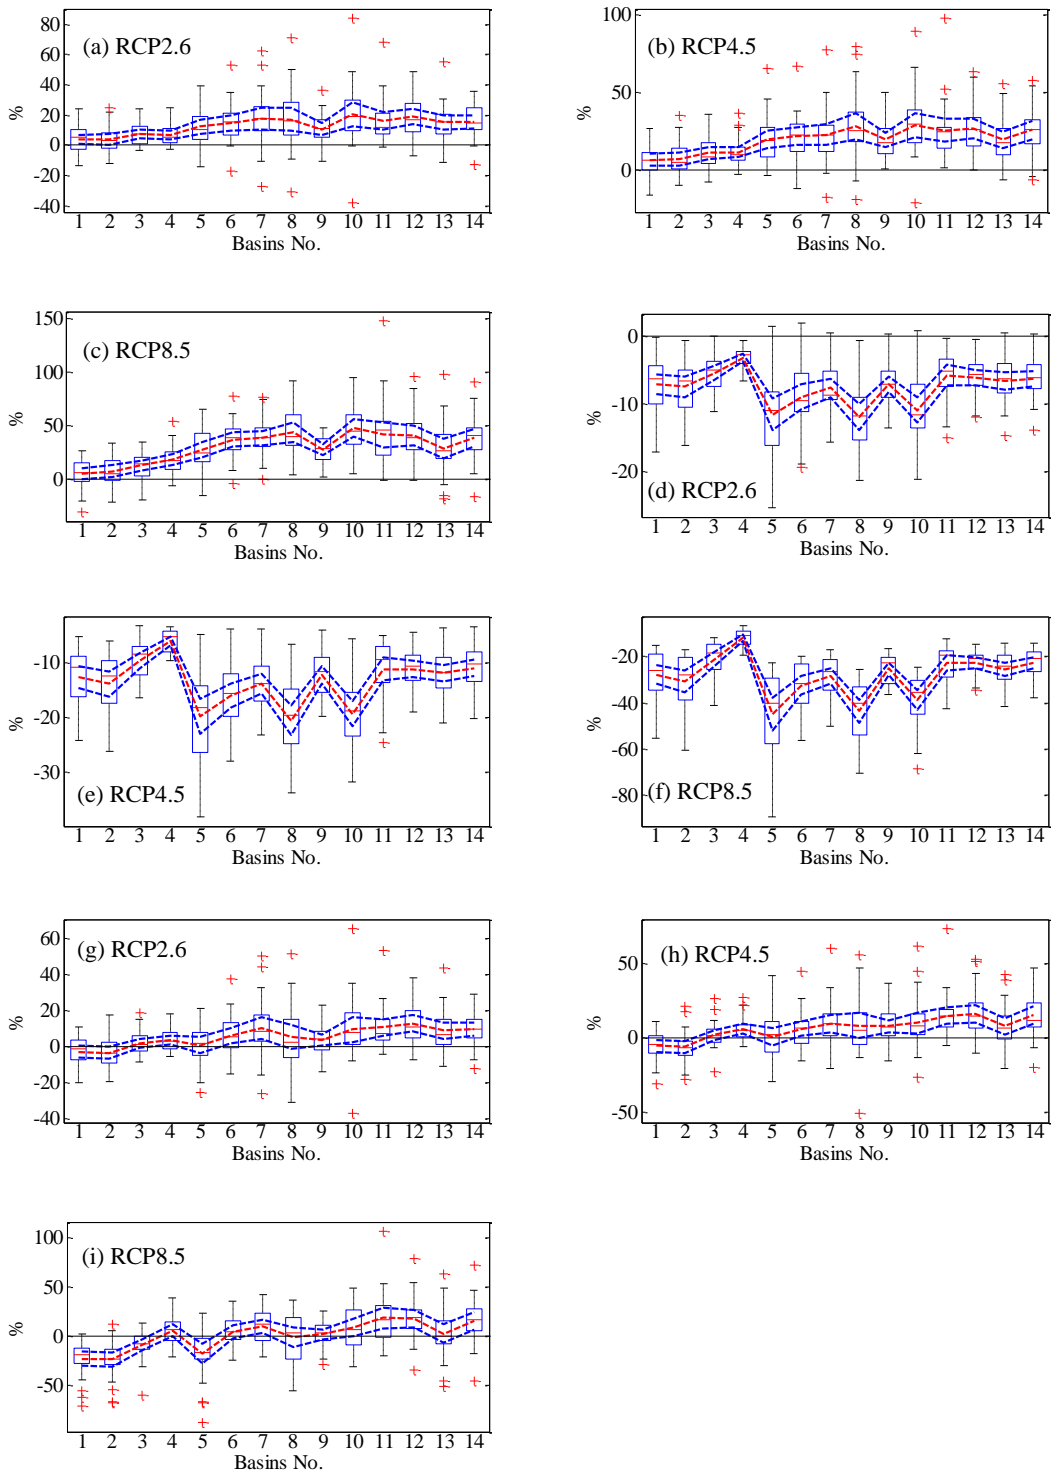 80
60
40
20
0
-20
-40
%
(a) RCP2.6
1 2 3 4 5 6 7 8 9 10 11 12 13 14
Basins No.
100
50
0
%
(b) RCP4.5
1 2 3 4 5 6 7 8 9 10 11 12 13 14
Basins No.
150
100
50
0
%
(c) RCP8.5
1 2 3 4 5 6 7 8 9 10 11 12 13 14
Basins No.
0
-10
-20
%
(d) RCP2.6
1 2 3 4 5 6 7 8 9 10 11 12 13 14
Basins No.
-10
-20
-30
%
(e) RCP4.5
1 2 3 4 5 6 7 8 9 10 11 12 13 14
Basins No.
-20
-40
-60
-80
%
(f) RCP8.5
1 2 3 4 5 6 7 8 9 10 11 12 13 14
Basins No.
60
40
20
0
-20
-40
%
(g) RCP2.6
1 2 3 4 5 6 7 8 9 10 11 12 13 14
Basins No.
50
0
-50
%
(h) RCP4.5
1 2 3 4 5 6 7 8 9 10 11 12 13 14
Basins No.
100
50
0
-50
%
(i) RCP8.5
1 2 3 4 5 6 7 8 9 10 11 12 13 14
Basins No.